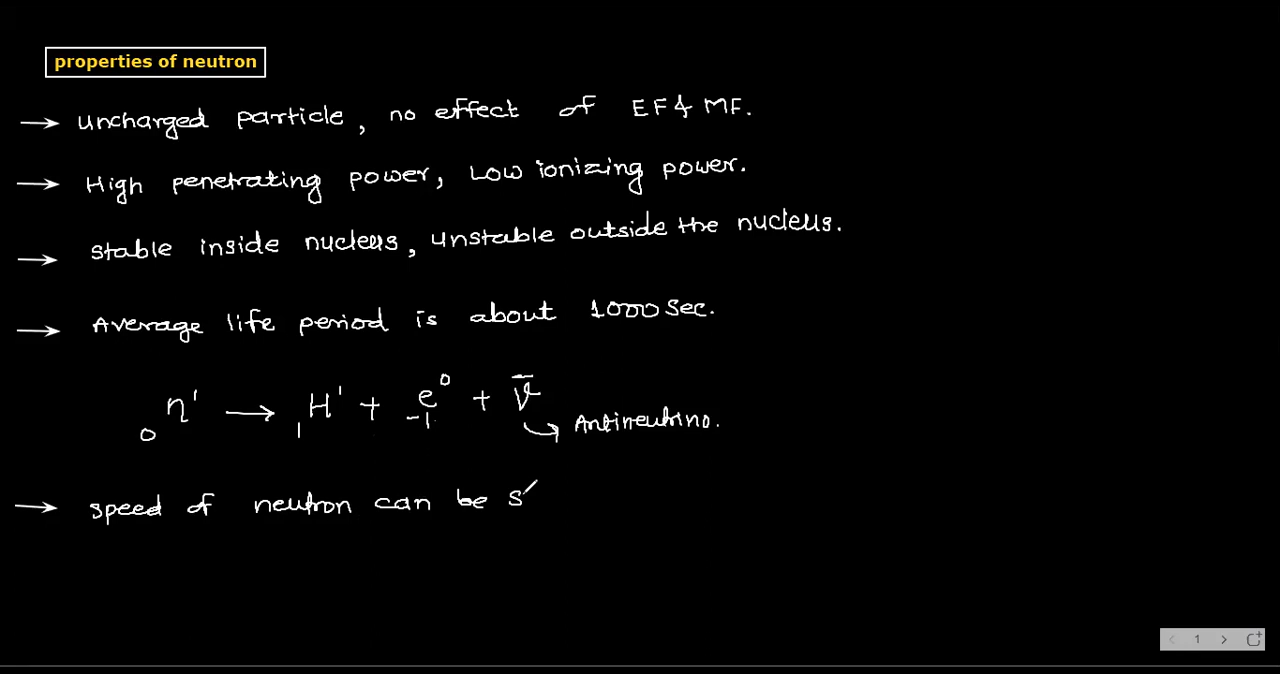 properties of neutron
→ uncharged particle, no effect of EF & MF.
→ High penetrating power, Low ionizing power.
→ stable inside nucleus, unstable outside the nucleus.
→ Average life period is about 1000 Sec.
₀n¹ → ₁H¹ + ₋₁e⁰ + ν̄
→ Antineutrino.
→ speed of neutron can be s
1